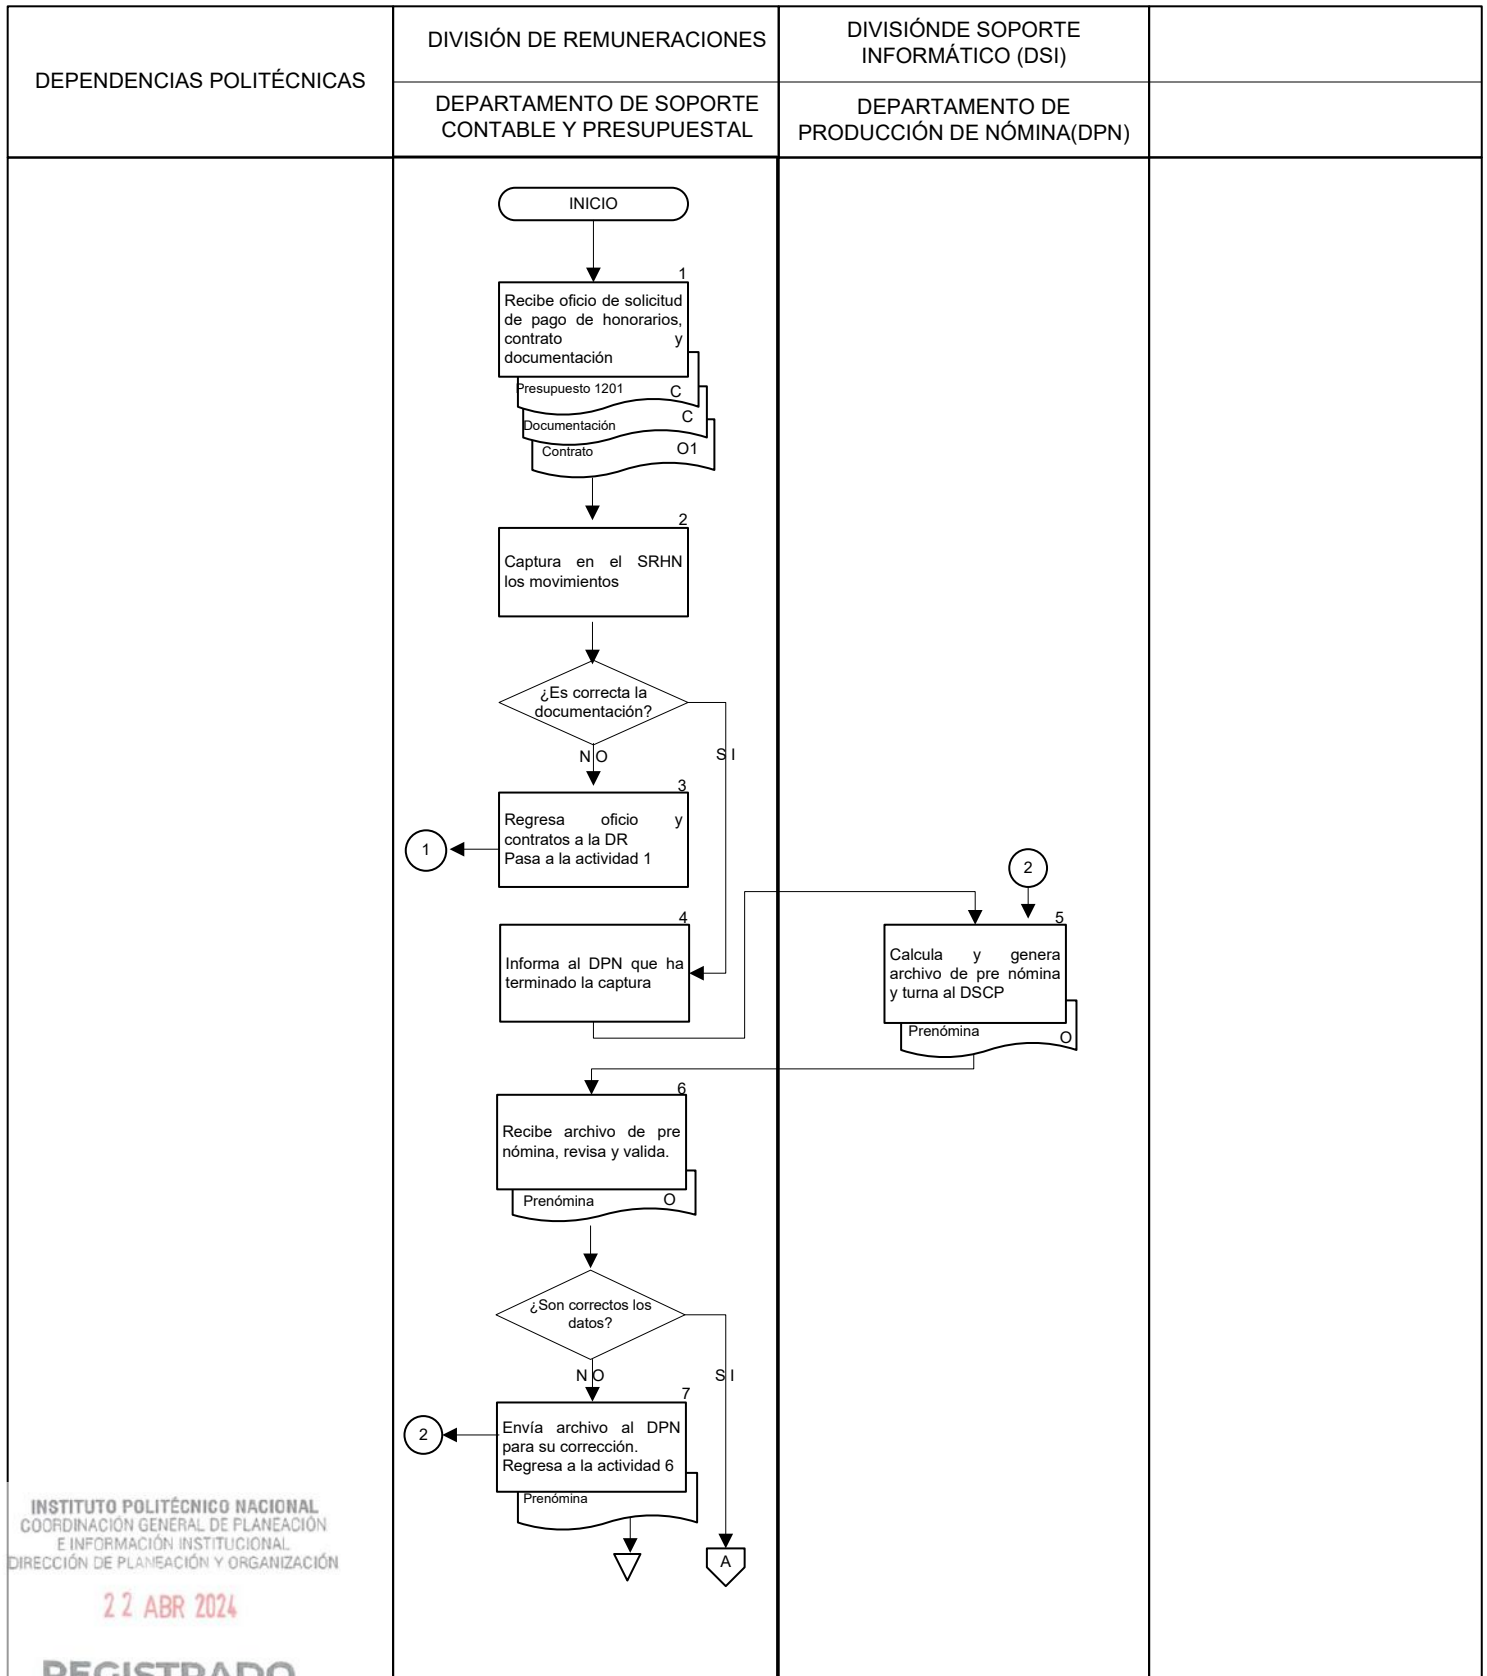 DEPENDENCIAS POLITÉCNICAS
DIVISIÓN DE REMUNERACIONES
DEPARTAMENTO DE SOPORTE
CONTABLE Y PRESUPUESTAL
DIVISIÓNDE SOPORTE
INFORMÁTICO (DSI)
DEPARTAMENTO DE
PRODUCCIÓN DE NÓMINA(DPN)
INICIO
1
Recibe oficio de solicitud
de pago de honorarios,
contrato y
documentación
Presupuesto 1201 C
Documentación C
Contrato O1
2
Captura en el SRHN
los movimientos
¿Es correcta la
documentación?
NO
SI
3
Regresa oficio y
contratos a la DR
Pasa a la actividad 1
1
4
Informa al DPN que ha
terminado la captura
2
5
Calcula y genera
archivo de pre nómina
y turna al DSCP
Prenómina O
6
Recibe archivo de pre
nómina, revisa y valida.
Prenómina O
¿Son correctos los
datos?
NO
SI
7
Envía archivo al DPN
para su corrección.
Regresa a la actividad 6
2
Prenómina
A
INSTITUTO POLITÉCNICO NACIONAL
COORDINACIÓN GENERAL DE PLANEACIÓN
E INFORMACIÓN INSTITUCIONAL
DIRECCIÓN DE PLANEACIÓN Y ORGANIZACIÓN
22 ABR 2024
REGISTRADO